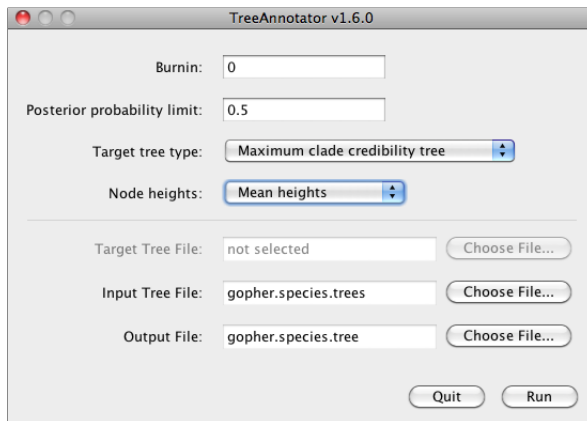 TreeAnnotator v1.6.0
Burnin: 0
Posterior probability limit: 0.5
Target tree type: Maximum clade credibility tree
Node heights: Mean heights
Target Tree File: not selected Choose File...
Input Tree File: gopher.species.trees Choose File...
Output File: gopher.species.tree Choose File...
Quit Run